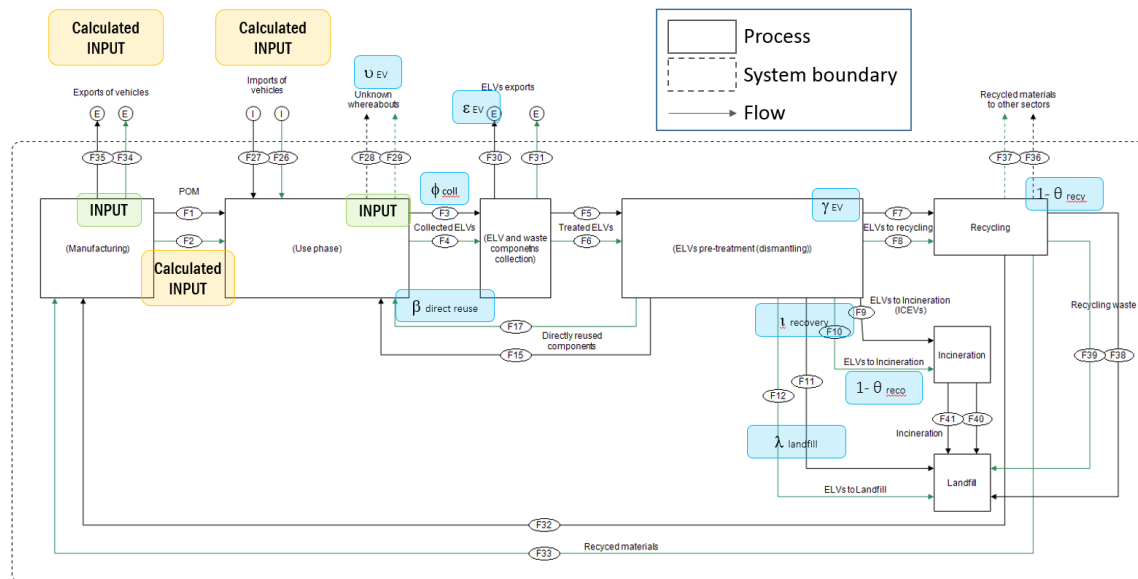 Calculated
INPUT
Calculated
INPUT
Process
System boundary
Flow
Exports of vehicles
Imports of
vehicles
υ EV
Unknown
whereabouts
ELVs exports
ε EV
Recycled materials
to other sectors
E
E
I
I
E
E
F35
F34
F27
F26
F28
F29
F30
F31
F37
F36
POM
INPUT
INPUT
ϕ coll
γ EV
1- θ recy
F1
F3
F5
F7
Collected ELVs
Treated ELVs
ELVs to recycling
F2
F4
F6
F8
(Manufacturing)
(Use phase)
(ELV and waste
componetns
collection)
(ELVs pre-treatment (dismantling))
Recycling
Calculated
INPUT
β direct reuse
F17
Directly reused
components
F15
ELVs to Incineration
(ICEVs)
F9
ι recovery
F10
Recycling waste
Incineration
F39
F38
ELVs to Incineration
F11
F12
1- θ reco
F41
F40
Incineration
λ landfill
Landfill
ELVs to Landfill
F32
F33
Recyced materials